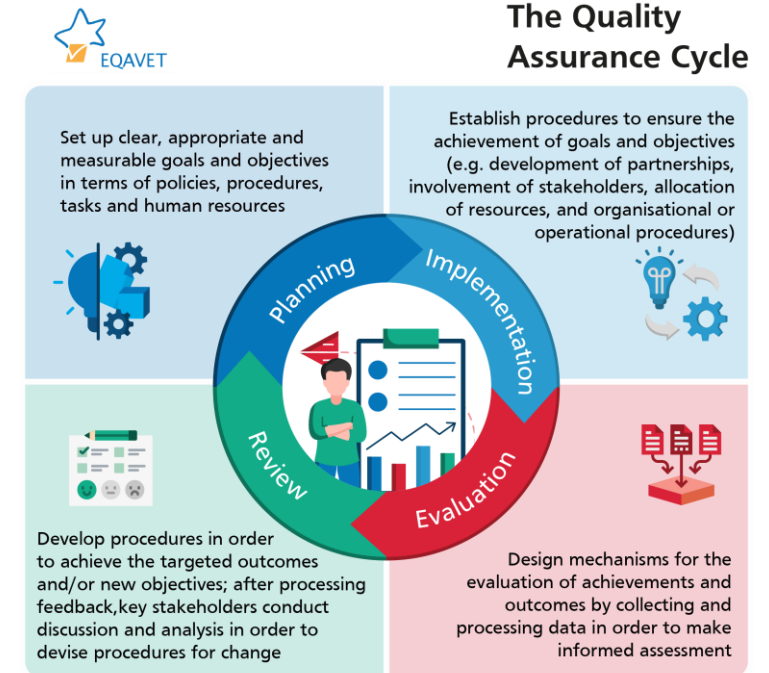 EQAVET
The Quality
Assurance Cycle
Set up clear, appropriate and
measurable goals and objectives
in terms of policies, procedures,
tasks and human resources
Establish procedures to ensure the
achievement of goals and objectives
(e.g. development of partnerships,
involvement of stakeholders, allocation
of resources, and organisational or
operational procedures)
Planning
Implementation
Review
Evaluation
Develop procedures in order
to achieve the targeted outcomes
and/or new objectives; after processing
feedback,key stakeholders conduct
discussion and analysis in order to
devise procedures for change
Design mechanisms for the
evaluation of achievements and
outcomes by collecting and
processing data in order to make
informed assessment